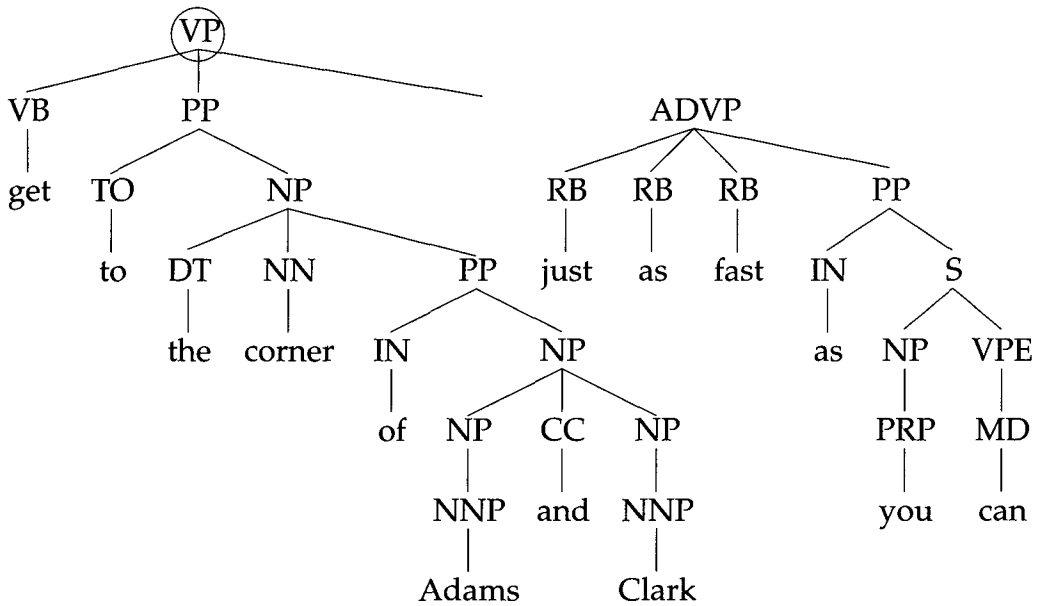 VP
VB PP ADVP
get TO NP RB RB RB PP
to DT NN PP just as fast IN S
the corner IN NP as NP VPE
of NP CC NP PRP MD
NNP and NNP you can
Adams Clark